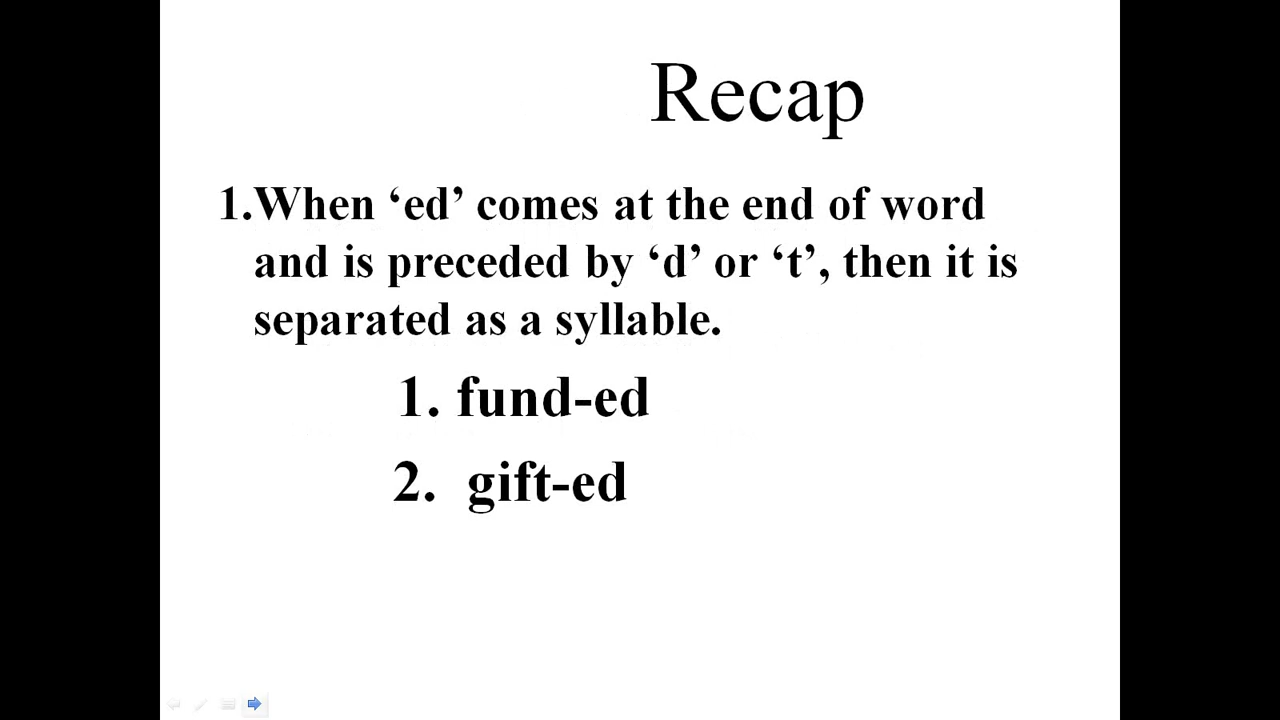 Recap
1.When ‘ed’ comes at the end of word
and is preceded by ‘d’ or ‘t’, then it is
separated as a syllable.
1. fund-ed
2. gift-ed